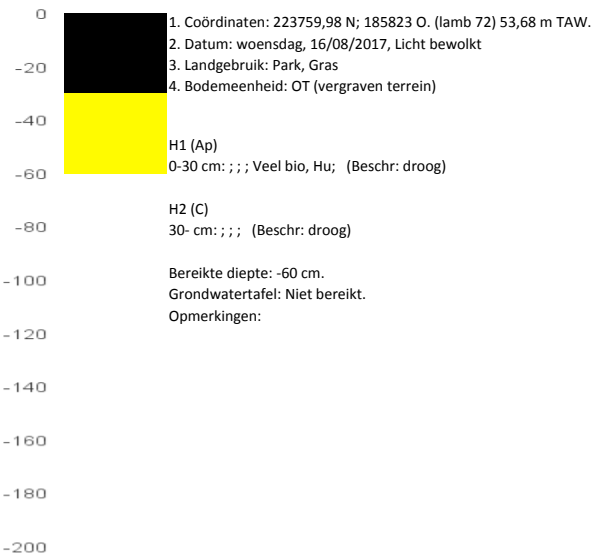 0
-20
-40
-60
-80
-100
-120
-140
-160
-180
-200
1. Coördinaten: 223759,98 N; 185823 O. (lamb 72) 53,68 m TAW.
2. Datum: woensdag, 16/08/2017, Licht bewolkt
3. Landgebruik: Park, Gras
4. Bodemeenheid: OT (vergraven terrein)
H1 (Ap)
0-30 cm: ; ; ; Veel bio, Hu; (Beschr: droog)
H2 (C)
30- cm: ; ; ; (Beschr: droog)
Bereikte diepte: -60 cm.
Grondwatertafel: Niet bereikt.
Opmerkingen: